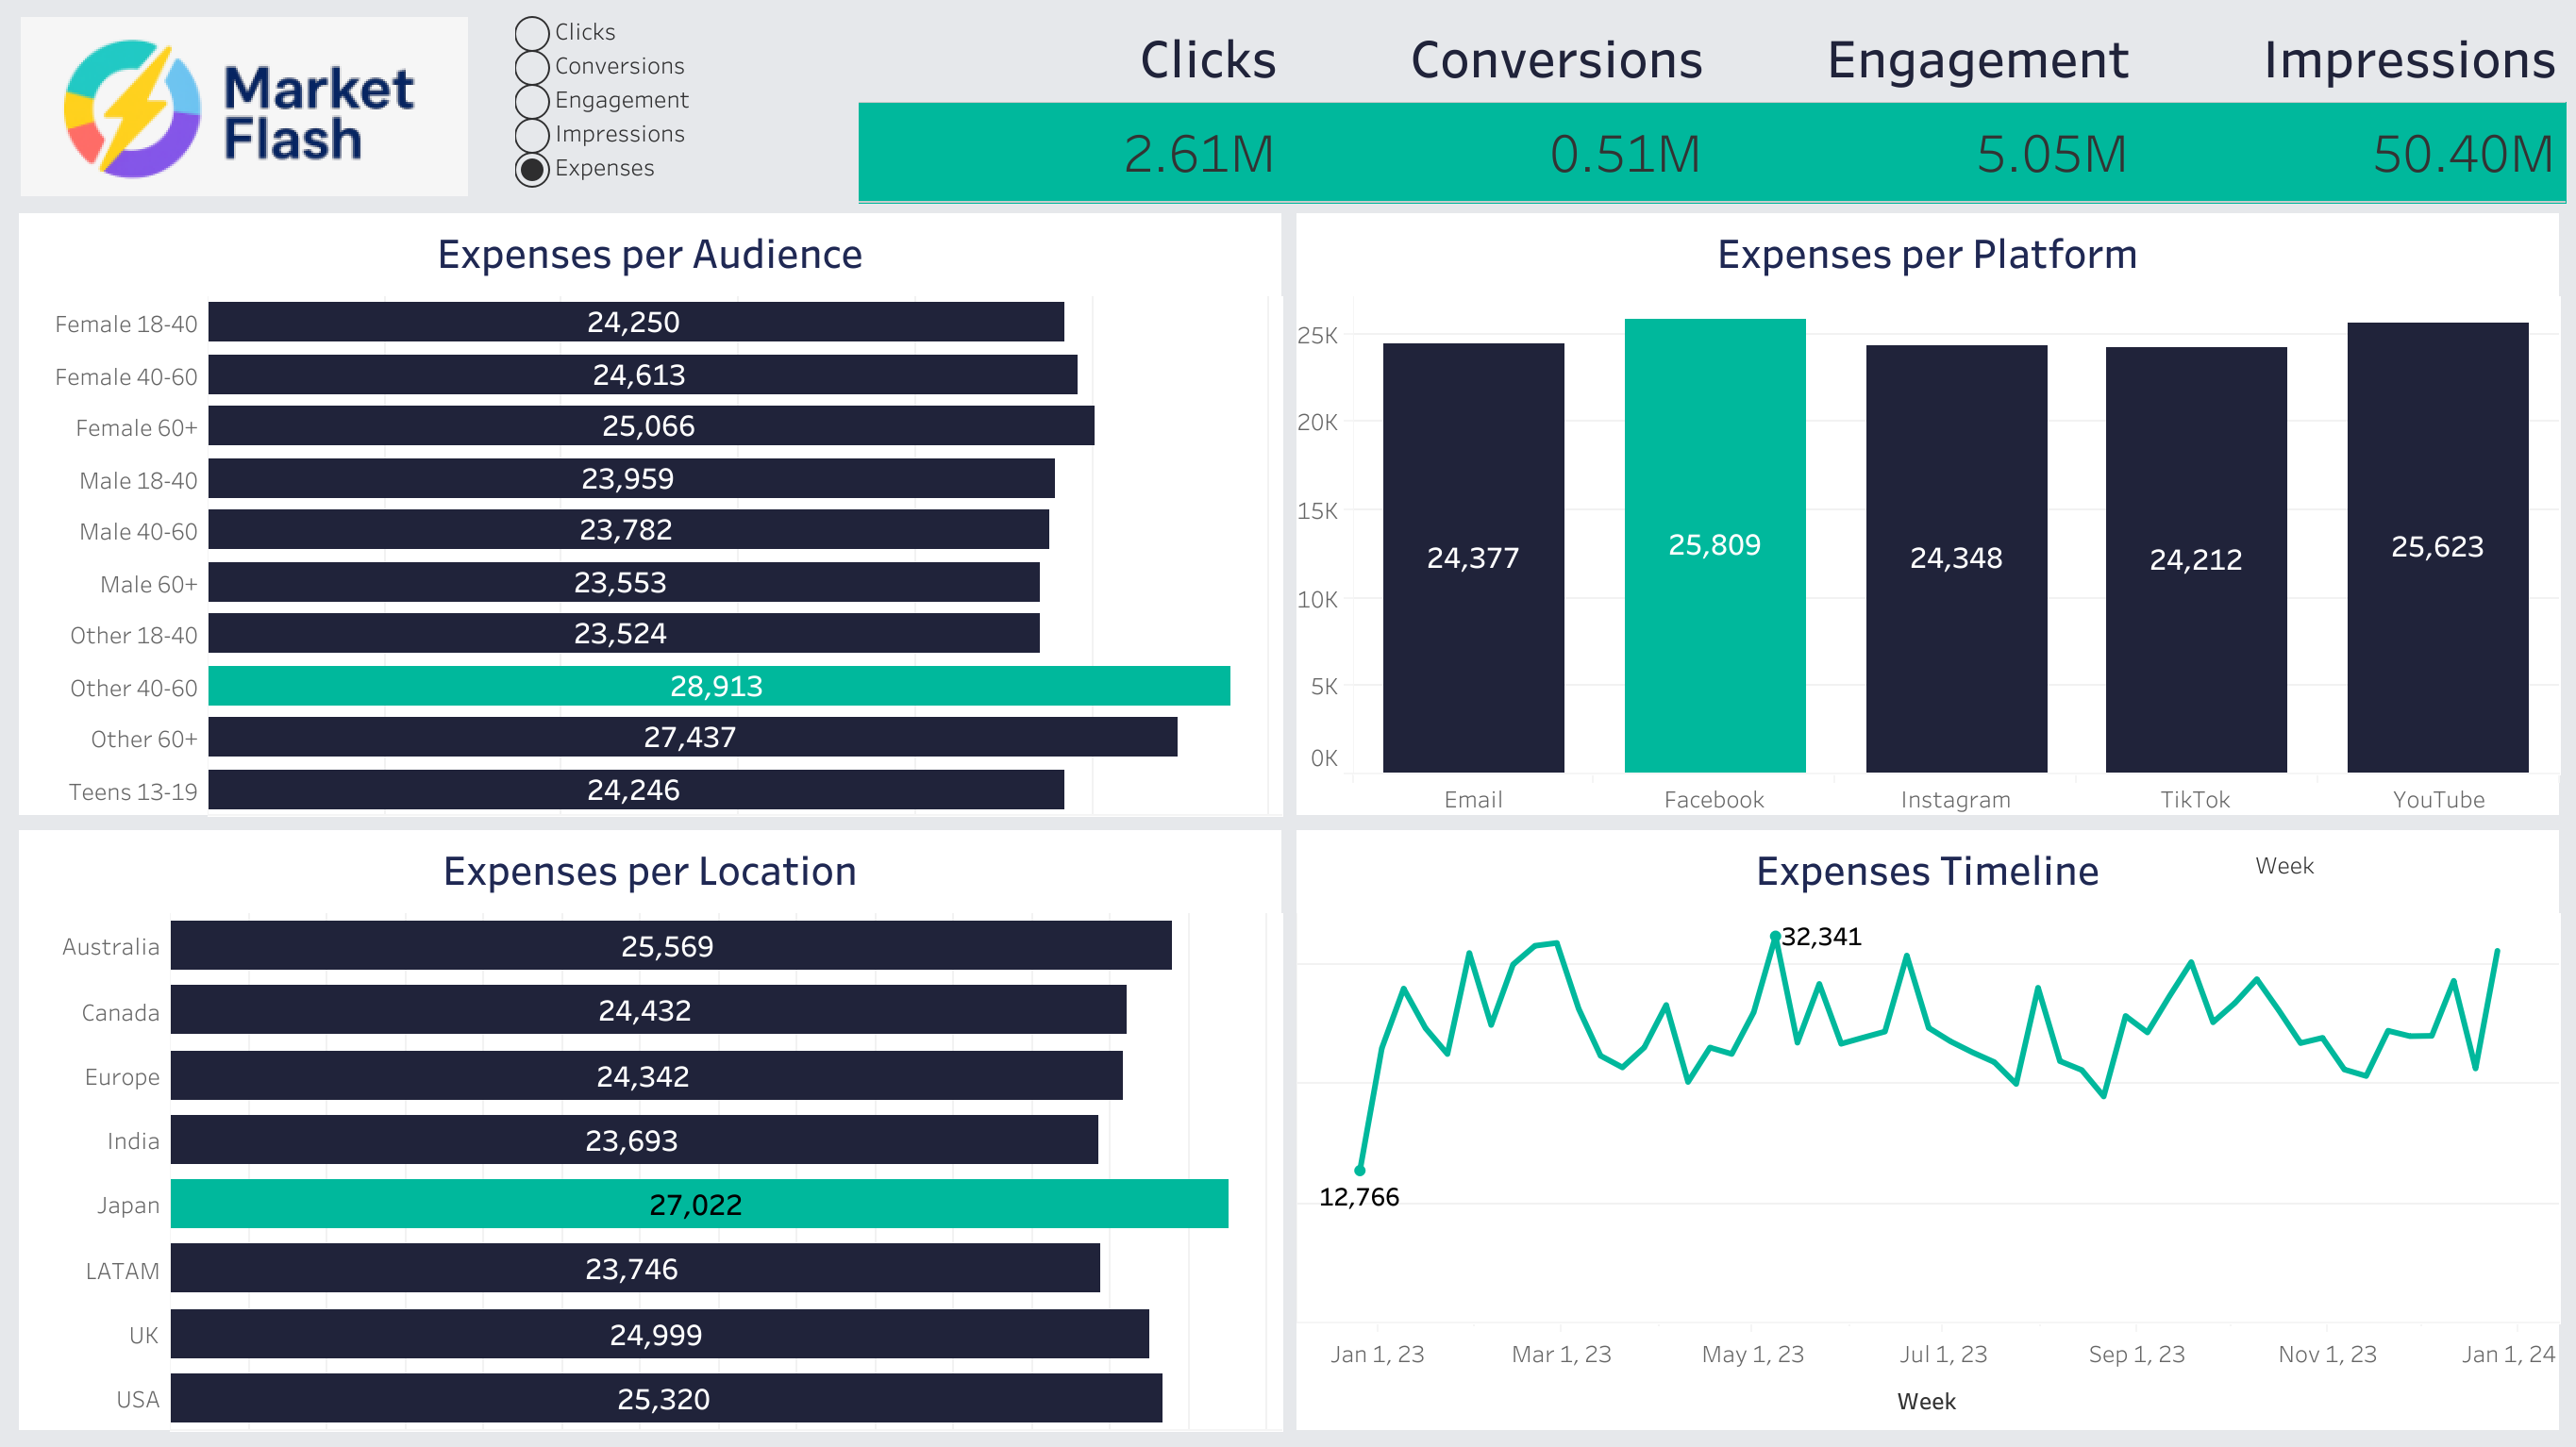 Market
Flash
Clicks
Conversions
Engagement
Impressions
Expenses
Clicks Conversions Engagement Impressions
2.61M 0.51M 5.05M 50.40M
Expenses per Audience
Female 18-40 24,250
Female 40-60 24,613
Female 60+ 25,066
Male 18-40 23,959
Male 40-60 23,782
Male 60+ 23,553
Other 18-40 23,524
Other 40-60 28,913
Other 60+ 27,437
Teens 13-19 24,246
Expenses per Platform
25K
20K
15K
10K
5K
0K
24,377 25,809 24,348 24,212 25,623
Email Facebook Instagram TikTok YouTube
Expenses per Location
Australia 25,569
Canada 24,432
Europe 24,342
India 23,693
Japan 27,022
LATAM 23,746
UK 24,999
USA 25,320
Expenses Timeline Week
32,341
12,766
Jan 1, 23 Mar 1, 23 May 1, 23 Jul 1, 23 Sep 1, 23 Nov 1, 23 Jan 1, 24
Week